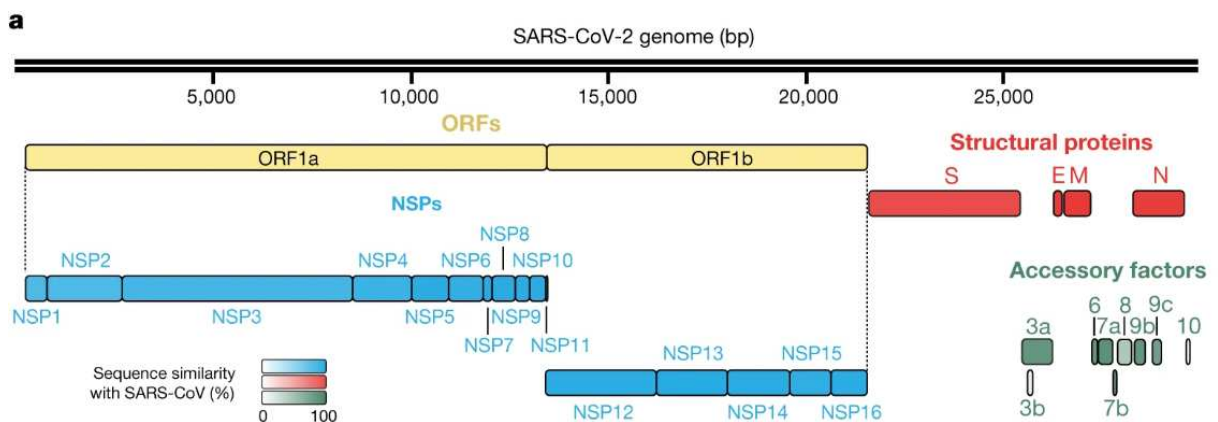 a
SARS-CoV-2 genome (bp)
5,000 10,000 15,000 20,000 25,000
ORFs
ORF1a ORF1b
Structural proteins
S E M N
NSPs
NSP8
NSP2 NSP4 NSP6 NSP10
NSP1 NSP3 NSP5 NSP9
NSP7 NSP11
Accessory factors
6 8 9c
3a 7a 9b 10
3b 7b
NSP13 NSP15
NSP12 NSP14 NSP16
Sequence similarity
with SARS-CoV (%)
0 100